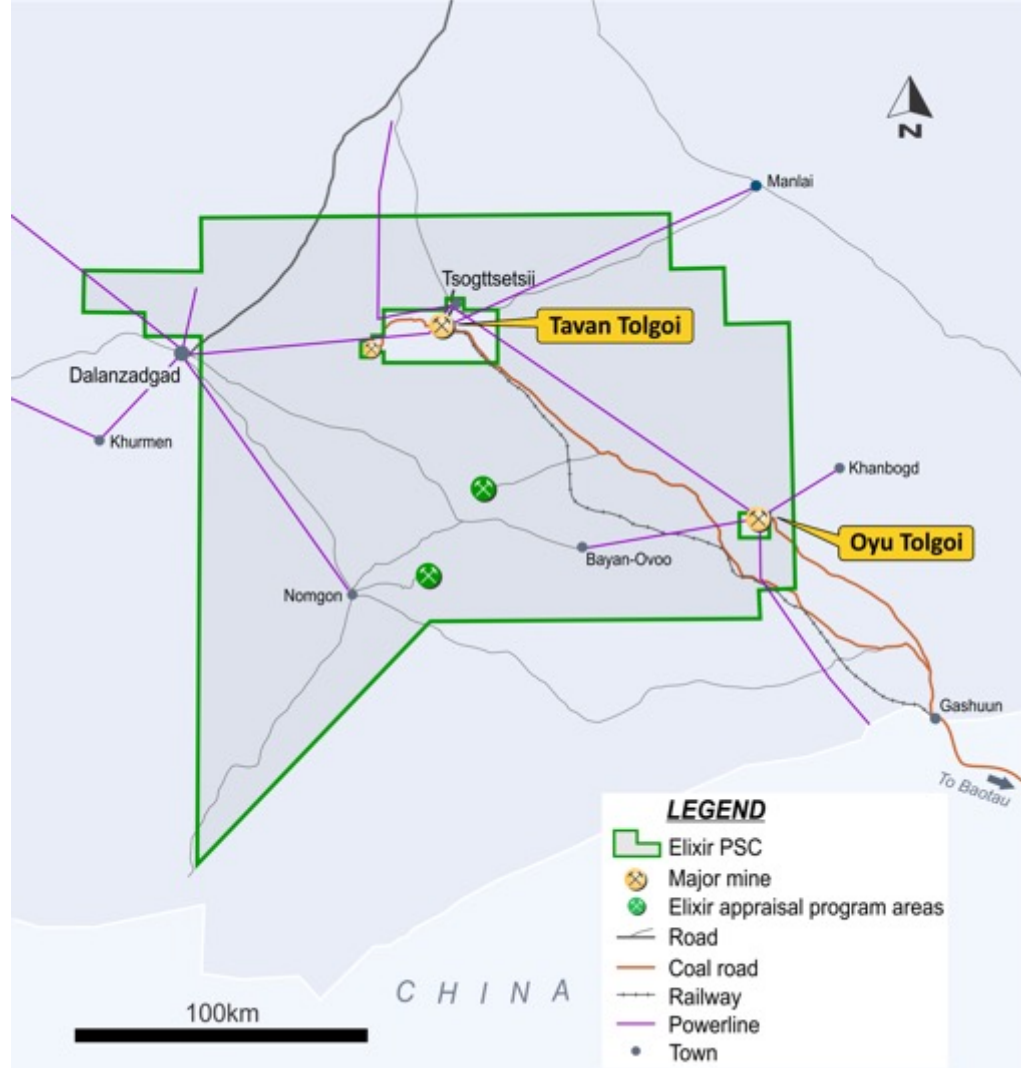 N
Manlai
Tsogttsetsii
Tavan Tolgoi
Dalanzadgad
Khurmen
Khanbogd
Oyu Tolgoi
Bayan-Ovoo
Nomgon
Gashuun
To Baotau
CHINA
100km
LEGEND
Elixir PSC
Major mine
Elixir appraisal program areas
Road
Coal road
Railway
Powerline
Town